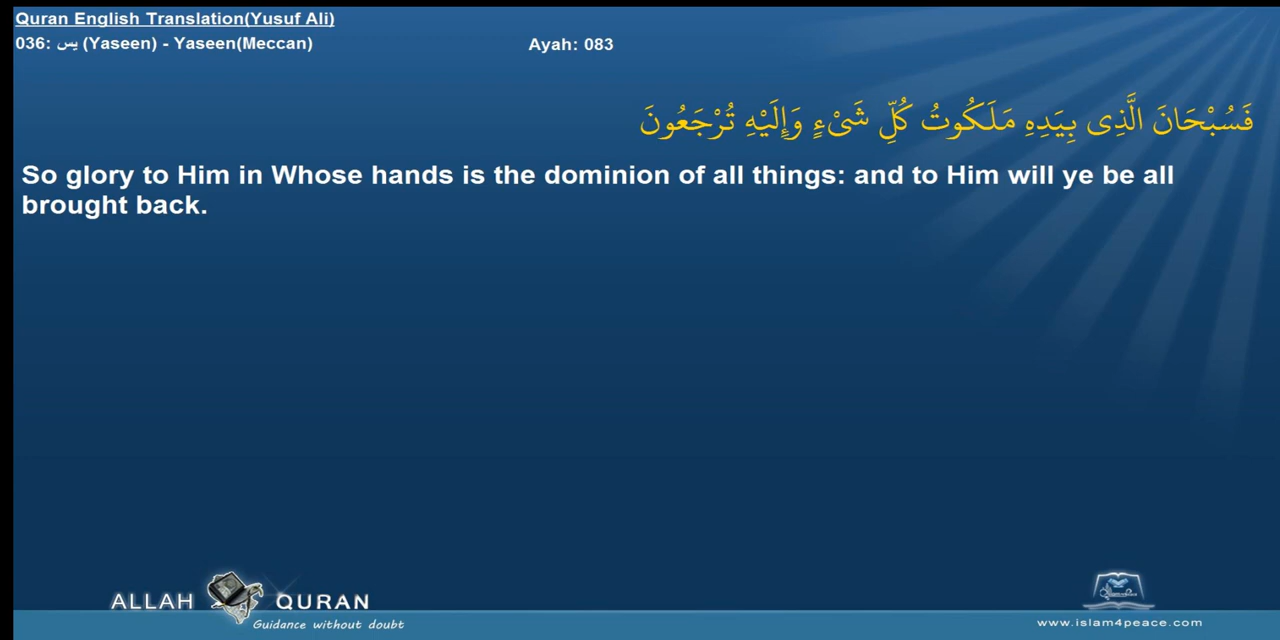 Quran English Translation(Yusuf Ali)
036: يس (Yaseen) - Yaseen(Meccan) Ayah: 083
فَسُبْحَانَ الَّذِى بِيَدِهِ مَلَكُوتُ كُلِّ شَىْءٍ وَإِلَيْهِ تُرْجَعُونَ
So glory to Him in Whose hands is the dominion of all things: and to Him will ye be all
brought back.
ALLAH QURAN
Guidance without doubt
www.islam4peace.com